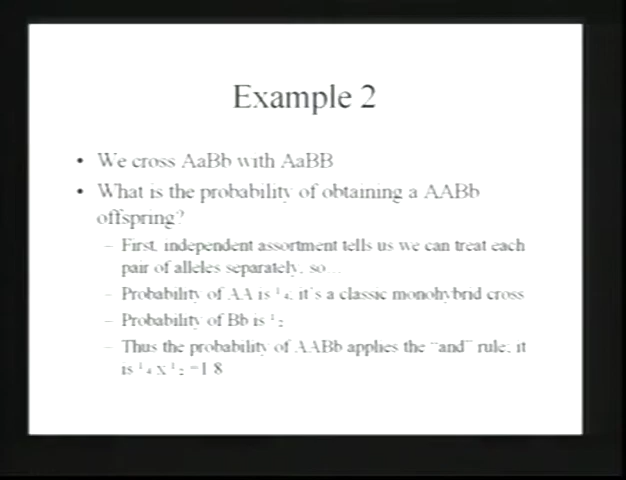 Example 2
• We cross AaBb with AaBB
• What is the probability of obtaining a AABb
offspring?
– First, independent assortment tells us we can treat each
pair of alleles separately, so...
– Probability of AA is ¼, it's a classic monohybrid cross
– Probability of Bb is ½
– Thus the probability of AABb applies the "and" rule; it
is ¼ x ½ =1/8